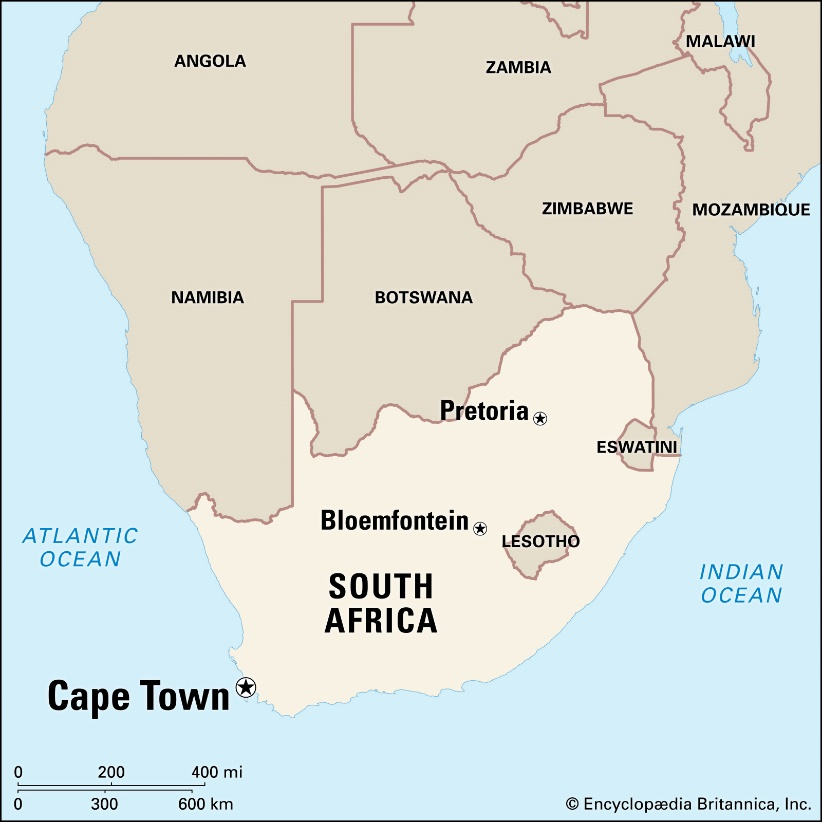 MALAWI
ANGOLA
ZAMBIA
ZIMBABWE
MOZAMBIQUE
NAMIBIA
BOTSWANA
Pretoria
ESWATINI
Bloemfontein
LESOTHO
ATLANTIC
OCEAN
INDIAN
OCEAN
SOUTH
AFRICA
Cape Town
0 200 400 mi
0 300 600 km
© Encyclopædia Britannica, Inc.